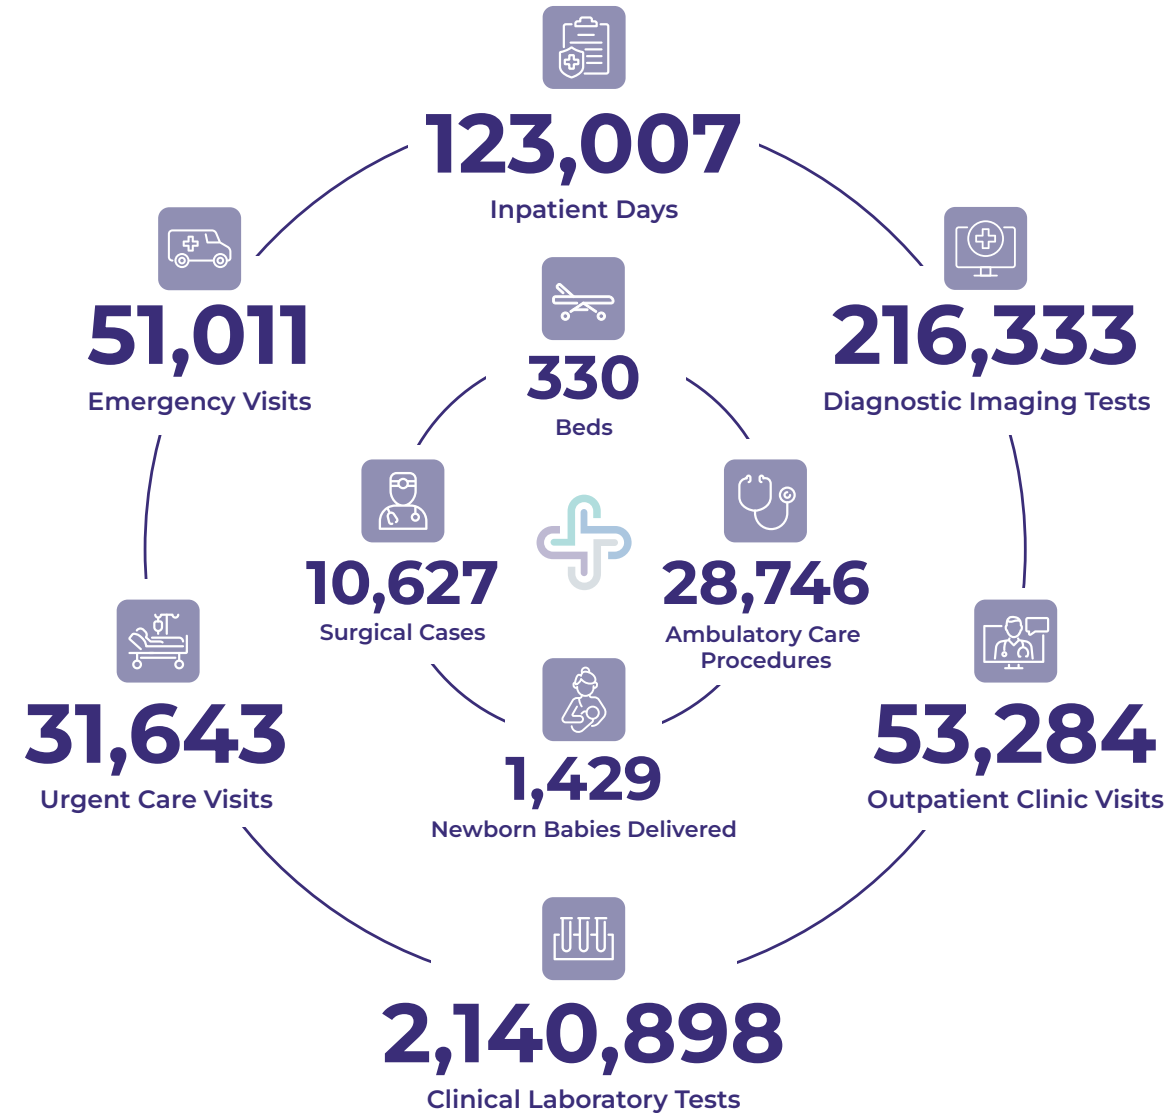 123,007
Inpatient Days
51,011
Emergency Visits
216,333
Diagnostic Imaging Tests
330
Beds
10,627
Surgical Cases
28,746
Ambulatory Care
Procedures
31,643
Urgent Care Visits
53,284
Outpatient Clinic Visits
1,429
Newborn Babies Delivered
2,140,898
Clinical Laboratory Tests